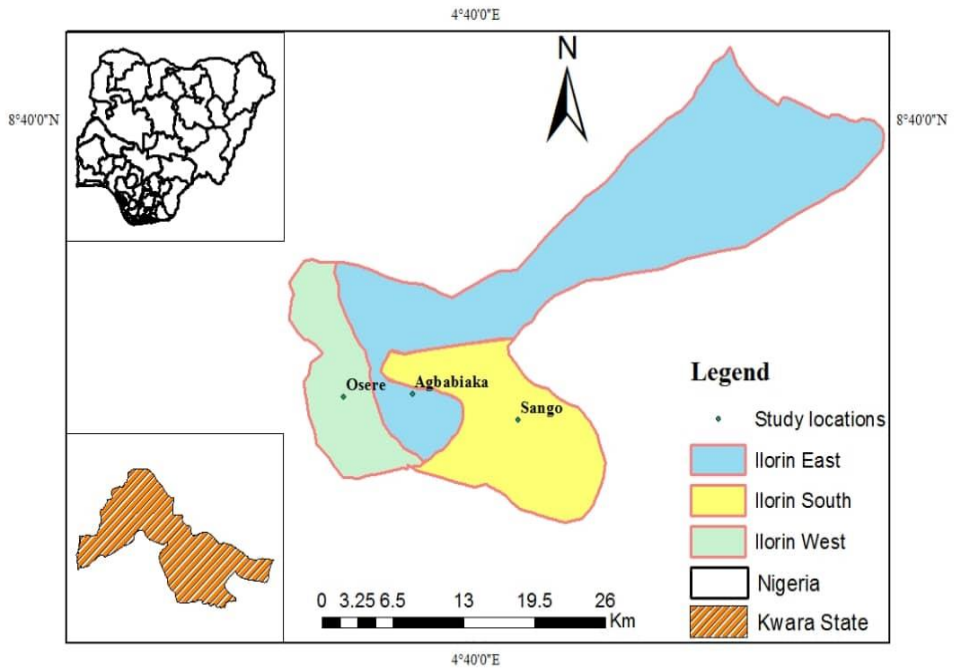 4°40'0"E
N
8°40'0"N
8°40'0"N
Osere
Agbabiaka
Sango
Legend
Study locations
Ilorin East
Ilorin South
Ilorin West
Nigeria
Kwara State
0 3.25 6.5 13 19.5 26
Km
4°40'0"E